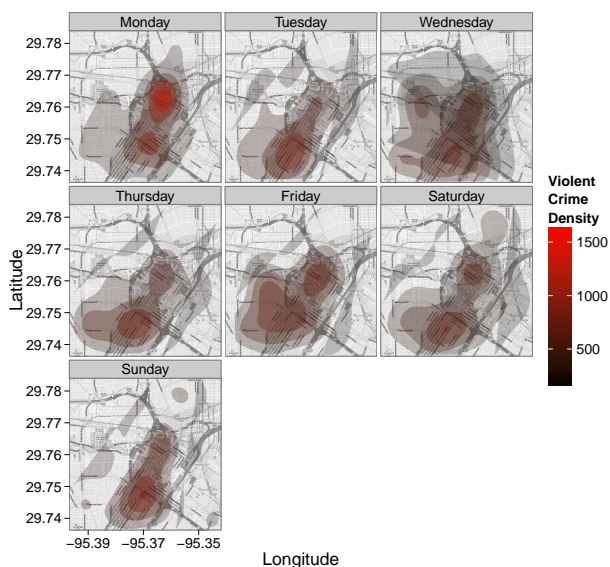 Monday
Tuesday
Wednesday
29.78
29.77
29.76
29.75
29.74
Thursday
Friday
Saturday
29.78
29.77
29.76
29.75
29.74
Sunday
29.78
29.77
29.76
29.75
29.74
−95.39
−95.37
−95.35
Latitude
Longitude
Violent
Crime
Density
1500
1000
500